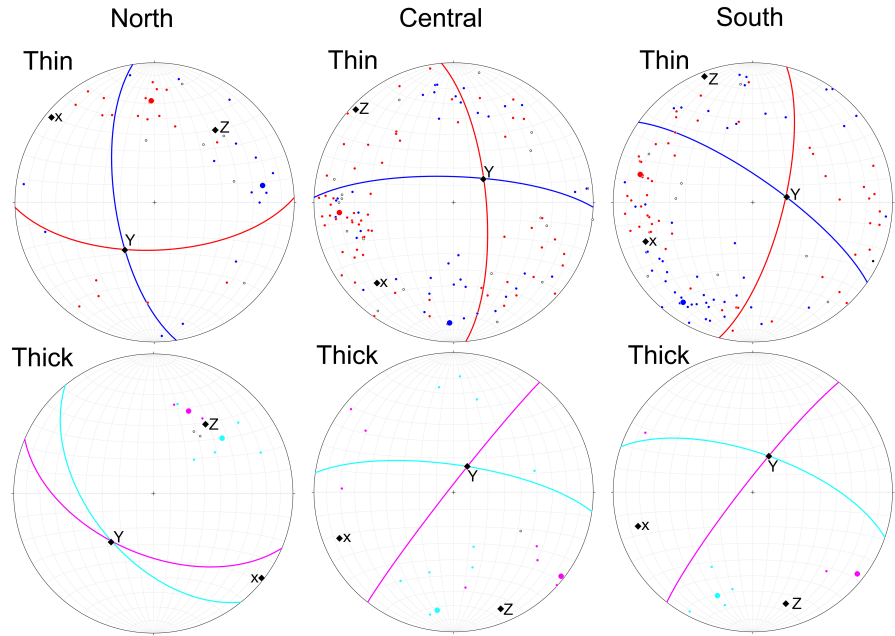 North Central South
Thin Thin Thin
x Z Y
Z Y x
Z Y x
Thick Thick Thick
Z Y x
Y x Z
Y x Z